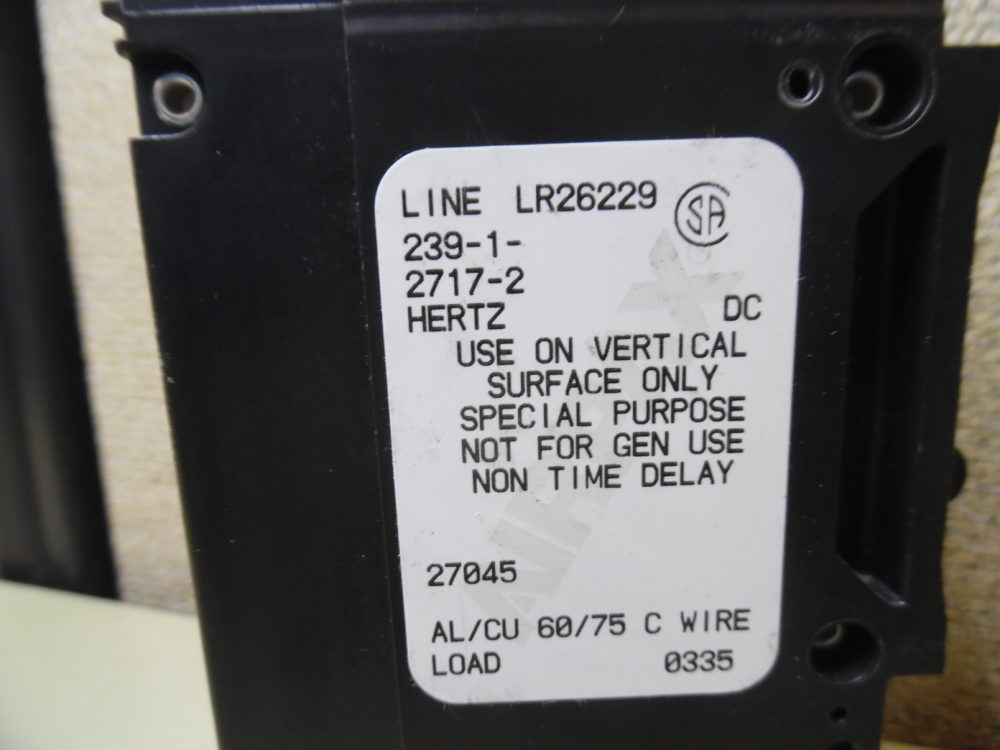 LINE LR26229 SA
239-1-
2717-2
HERTZ DC
USE ON VERTICAL
SURFACE ONLY
SPECIAL PURPOSE
NOT FOR GEN USE
NON TIME DELAY
27045
AL/CU 60/75 C WIRE
LOAD 0335